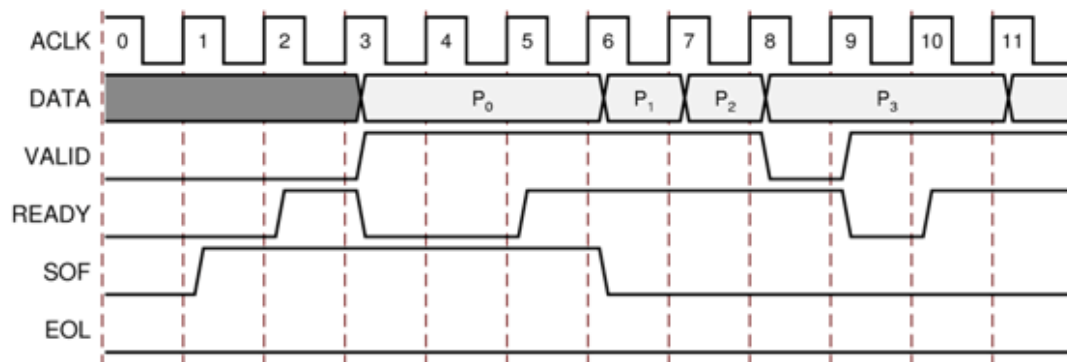 ACLK 0 1 2 3 4 5 6 7 8 9 10 11
DATA P₀ P₁ P₂ P₃
VALID
READY
SOF
EOL